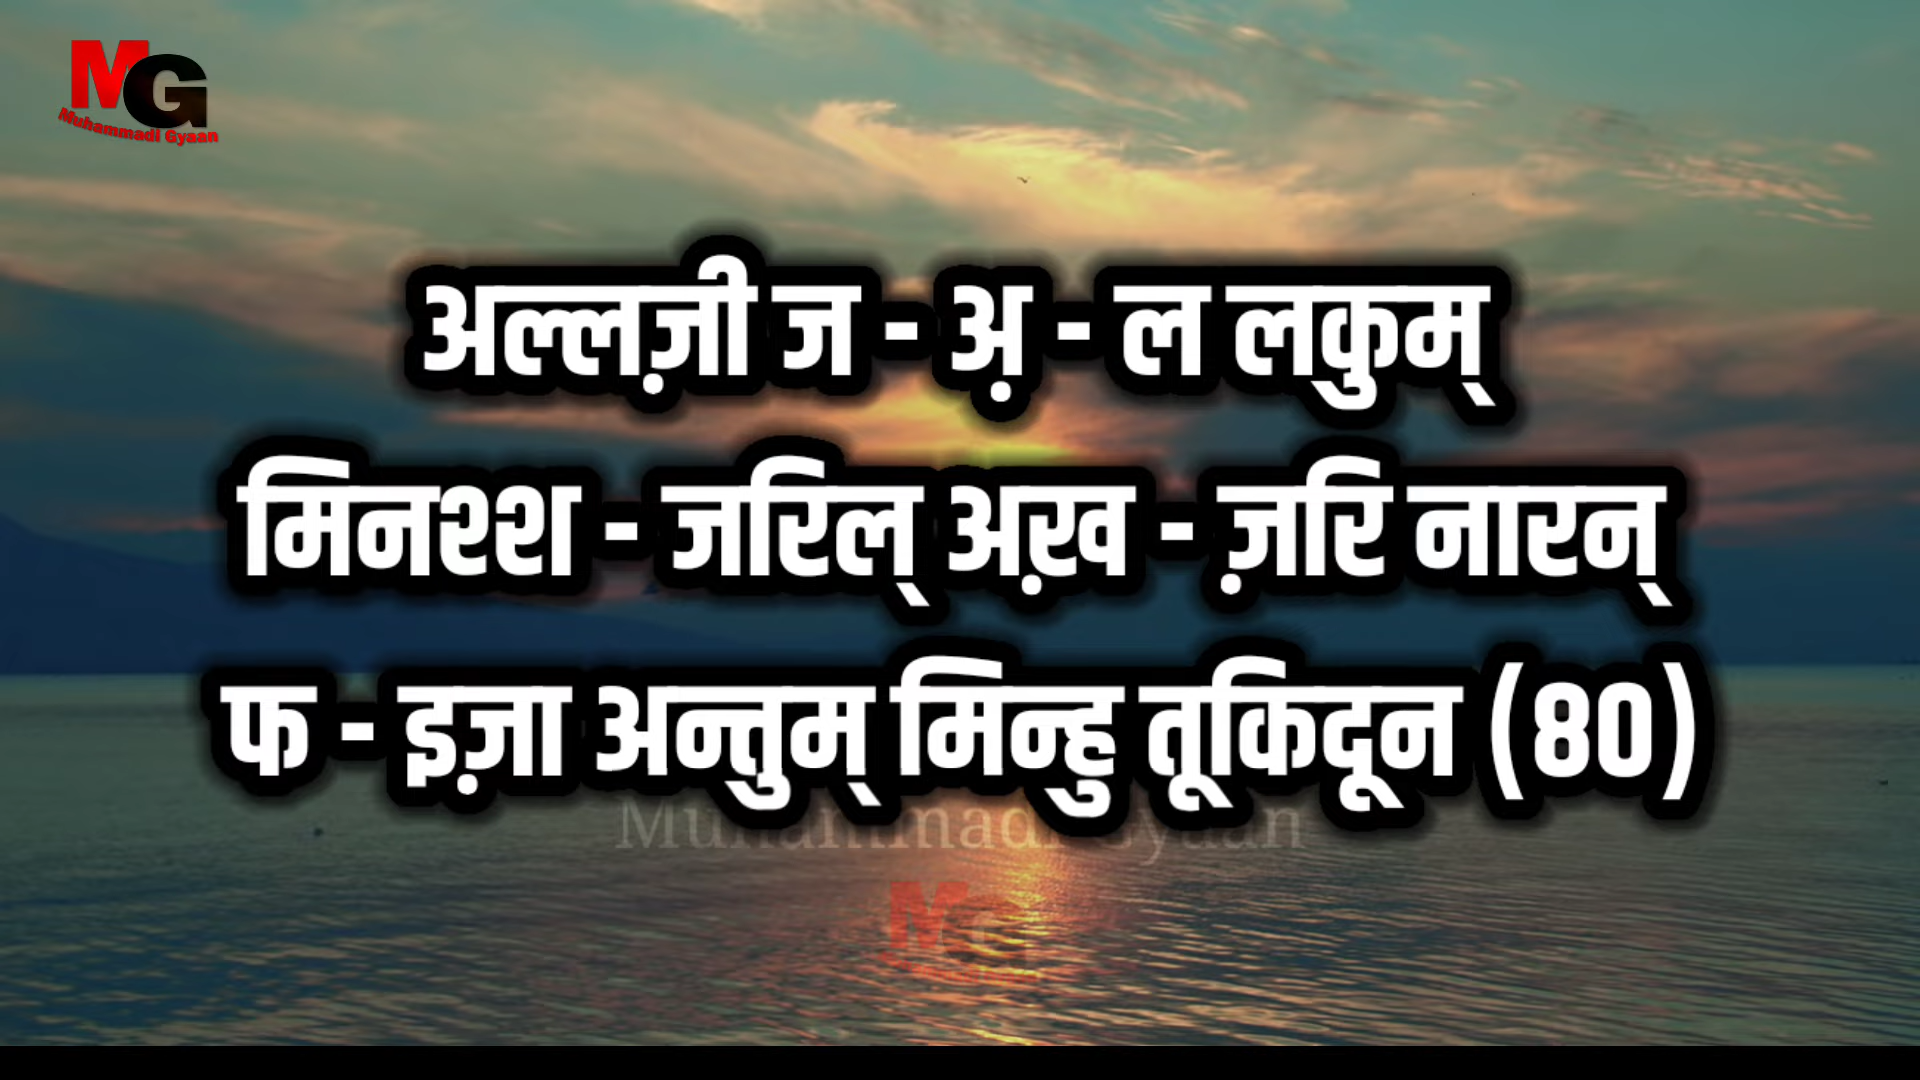 MG
Muhammadi Gyaan
अल्लज़ी ज - अ़ - ल लकुम्
मिनश्श - जरिल् अख़्ख - ज़रि नारन्
फ - इज़ा अन्तुम् मिन्हु तूकिदून (80)
Muhammadi Gyaan
MG